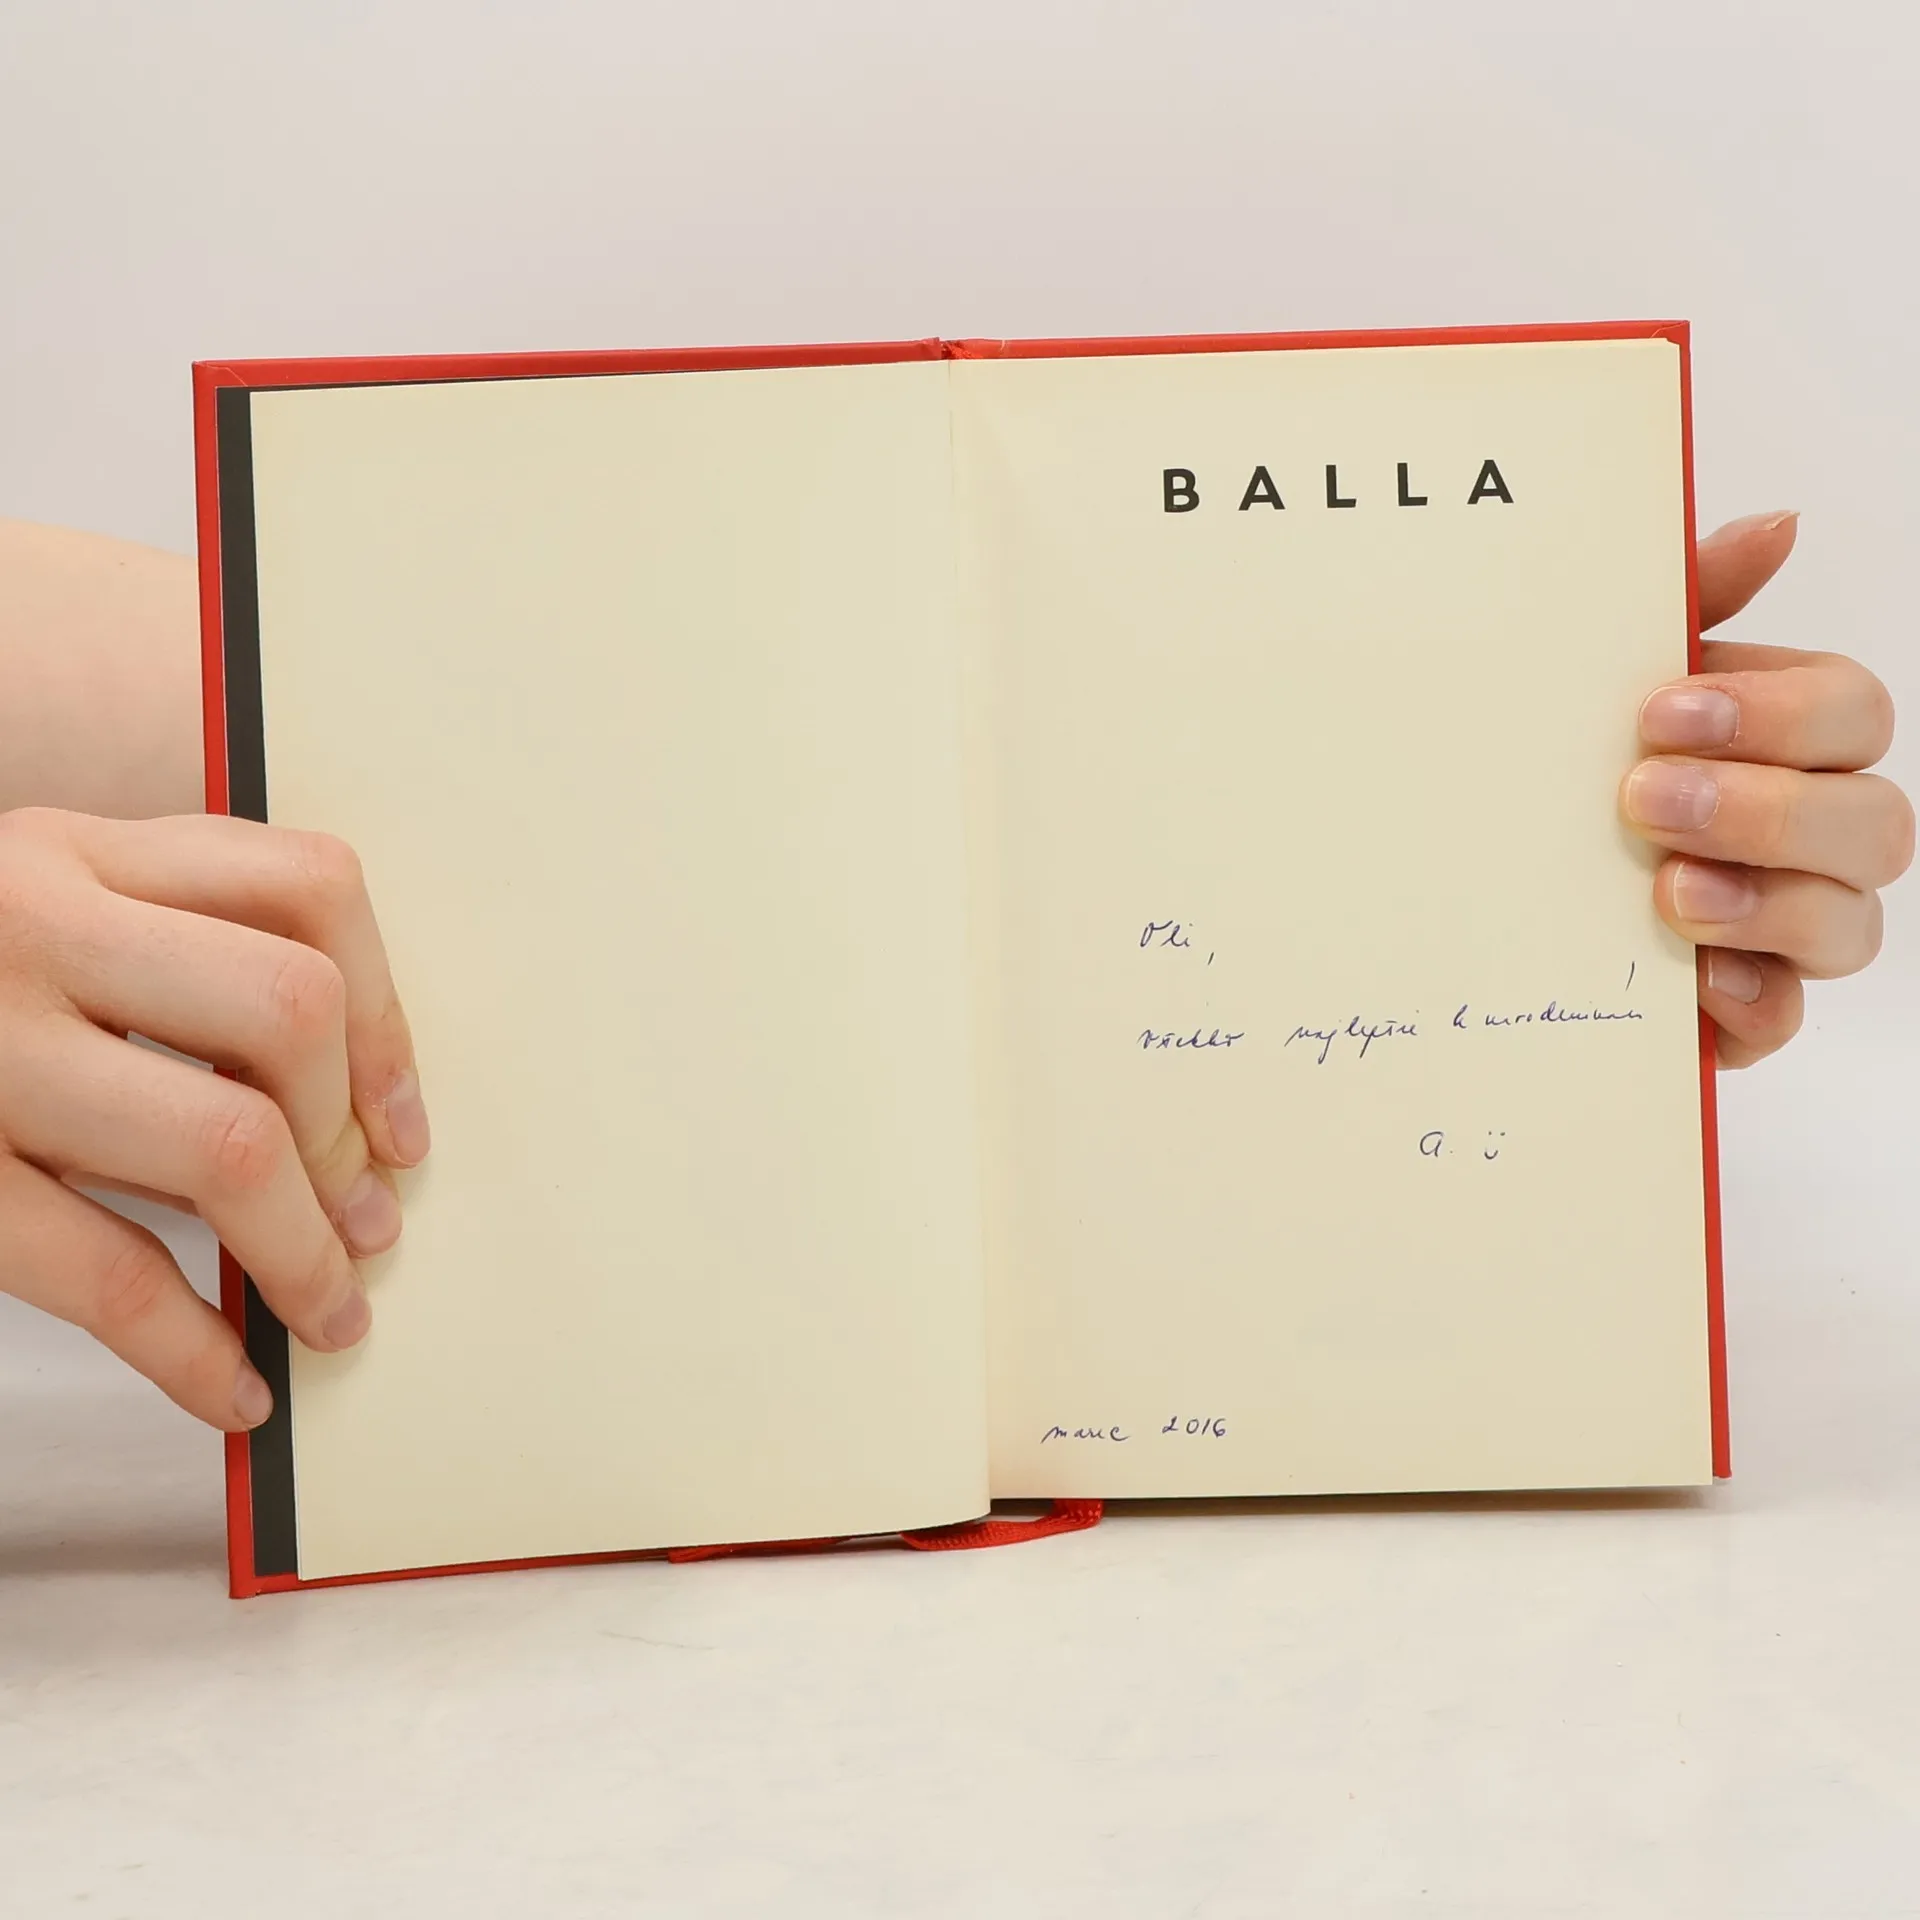 BALLA
Oli,
všetko najlepšie k narodeninám!
A. ü
marec 2016